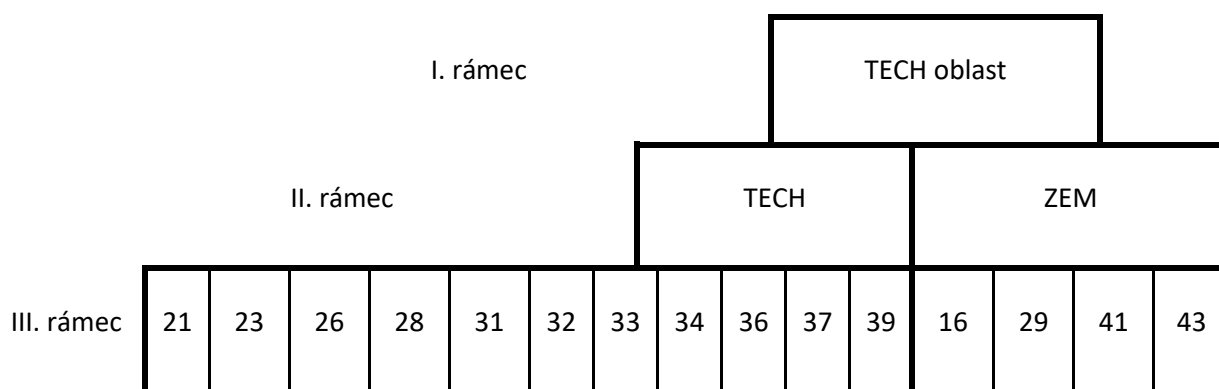 I. rámec TECH oblast
II. rámec TECH ZEM
III. rámec 21 23 26 28 31 32 33 34 36 37 39 16 29 41 43